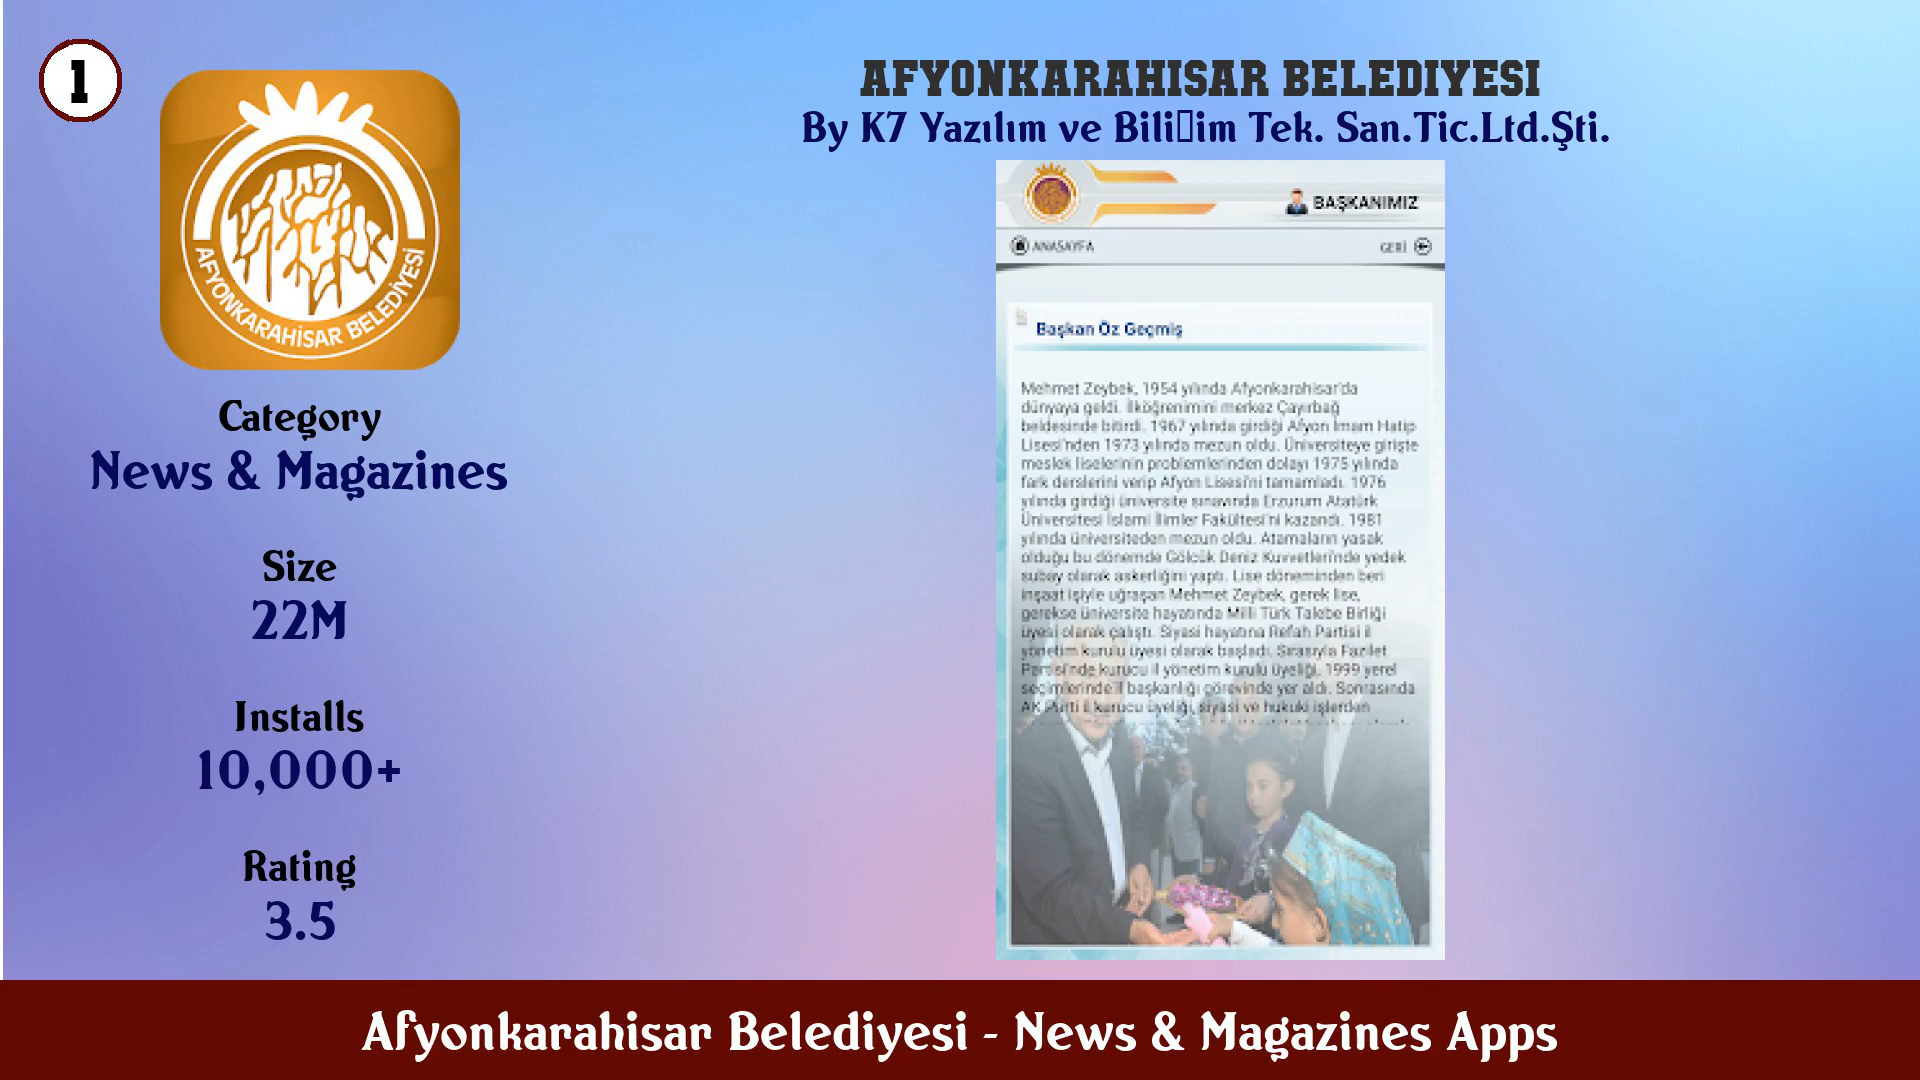 1
AFYONKARAHİSAR BELEDİYESİ
Category
News & Magazines
Size
22M
Installs
10,000+
Rating
3.5
AFYONKARAHISAR BELEDIYESI
By K7 Yazılım ve Bili▯im Tek. San.Tic.Ltd.Şti.
BAŞKANIMIZ
ANASAYFA
GERİ
Başkan Öz Geçmiş
Mehmet Zeybek, 1954 yılında Afyonkarahisar'da
dünyaya geldi. İlköğrenimini merkez Çayırbağ
beldesinde bitirdi. 1967 yılında girdiği Afyon İmam Hatip
Lisesi'nden 1973 yılında mezun oldu. Üniversiteye girişte
meslek liselerinin problemlerinden dolayı 1975 yılında
fark derslerini verip Afyon Lisesi'ni tamamladı. 1976
yılında girdiği üniversite sınavında Erzurum Atatürk
Üniversitesi İslami İlimler Fakültesi'ni kazandı. 1981
yılında üniversiteden mezun oldu. Atamaların yasak
olduğu bu dönemde Gölcük Deniz Kuvvetleri'nde yedek
subay olarak askerliğini yaptı. Lise döneminden beri
inşaat işiyle uğraşan Mehmet Zeybek, gerek lise,
gerekse üniversite hayatında Milli Türk Talebe Birliği
üyesi olarak çalıştı. Siyasi hayatına Refah Partisi il
yönetim kurulu üyesi olarak başladı. Sırasıyla Fazilet
Partisi'nde kurucu il yönetim kurulu üyeliği, 1999 yerel
seçimlerinde il başkanlığı görevinde yer aldı. Sonrasında
AK Parti il kurucu üyeliği, siyasi ve hukuki işlerden
Afyonkarahisar Belediyesi - News & Magazines Apps